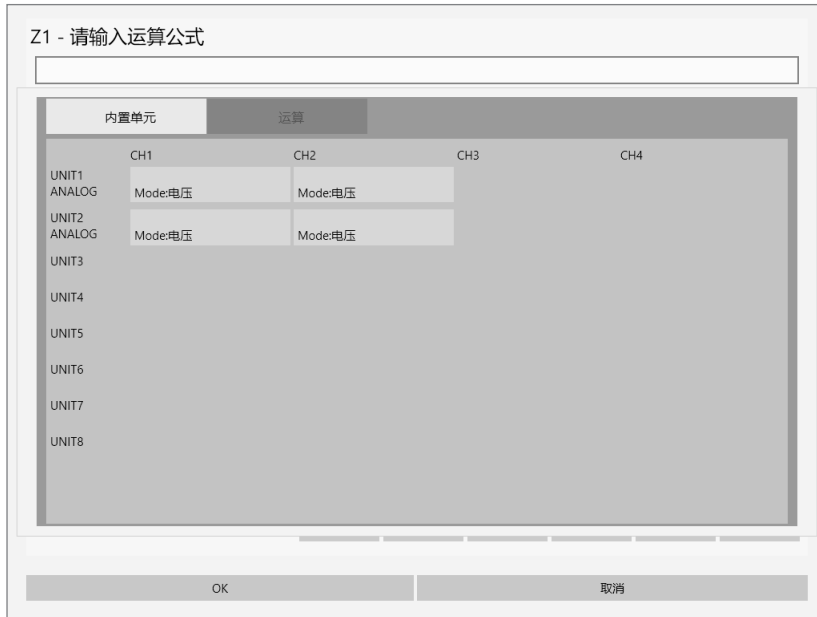 Z1 - 请输入运算公式
内置单元 运算
CH1 CH2 CH3 CH4
UNIT1
ANALOG Mode:电压 Mode:电压
UNIT2
ANALOG Mode:电压 Mode:电压
UNIT3
UNIT4
UNIT5
UNIT6
UNIT7
UNIT8
OK 取消